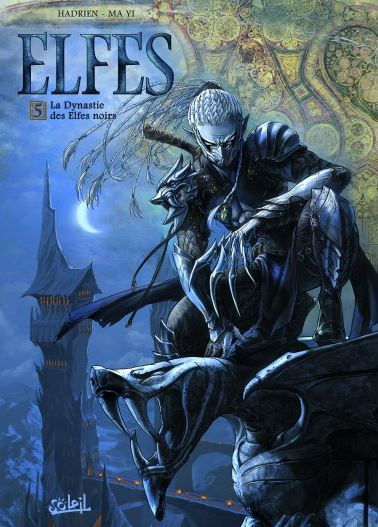 HADRIEN - MA YI
ELFES
5 La Dynastie
des Elfes noirs
Soleil